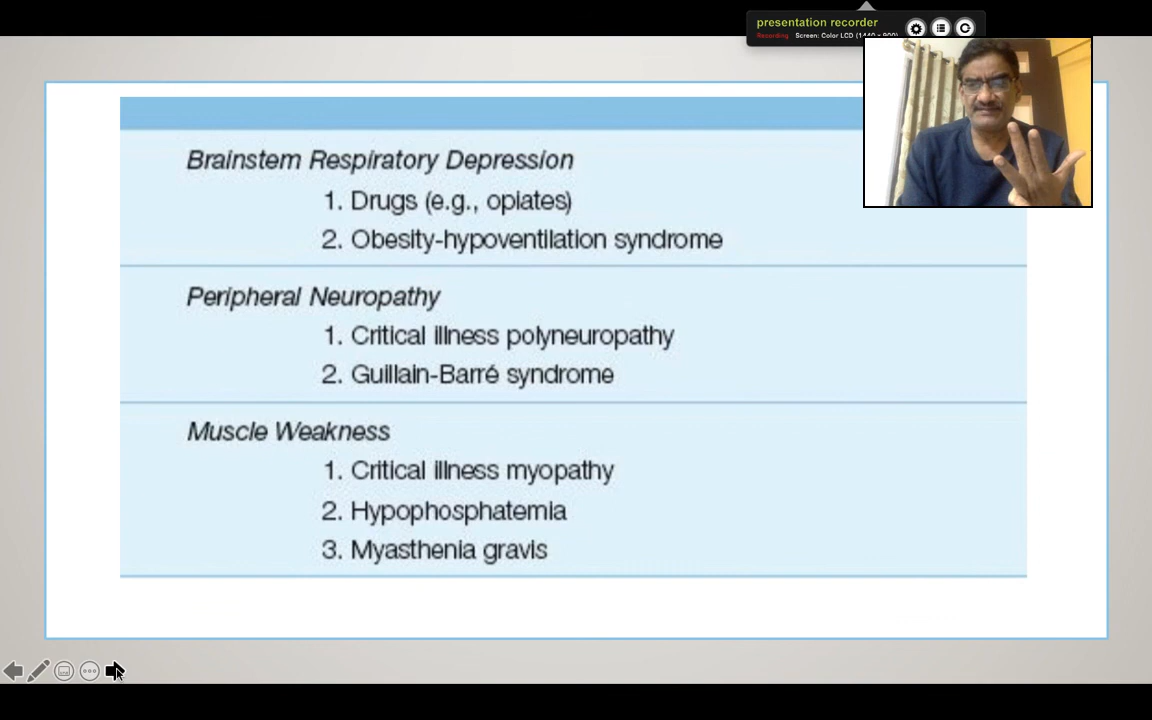 presentation recorder
Recording Screen: Color LCD (1440 x 900)
Brainstem Respiratory Depression
1. Drugs (e.g., opiates)
2. Obesity-hypoventilation syndrome
Peripheral Neuropathy
1. Critical illness polyneuropathy
2. Guillain-Barré syndrome
Muscle Weakness
1. Critical illness myopathy
2. Hypophosphatemia
3. Myasthenia gravis